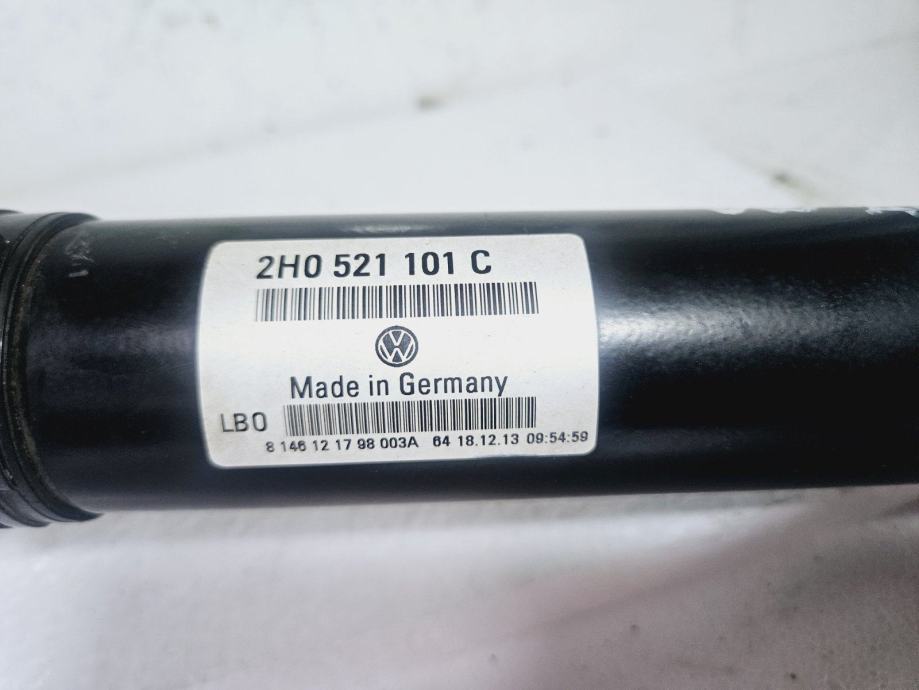 2H0 521 101 C
Made in Germany
LBO
8 146 12 17 98 003A 64 18.12.13 09:54:59